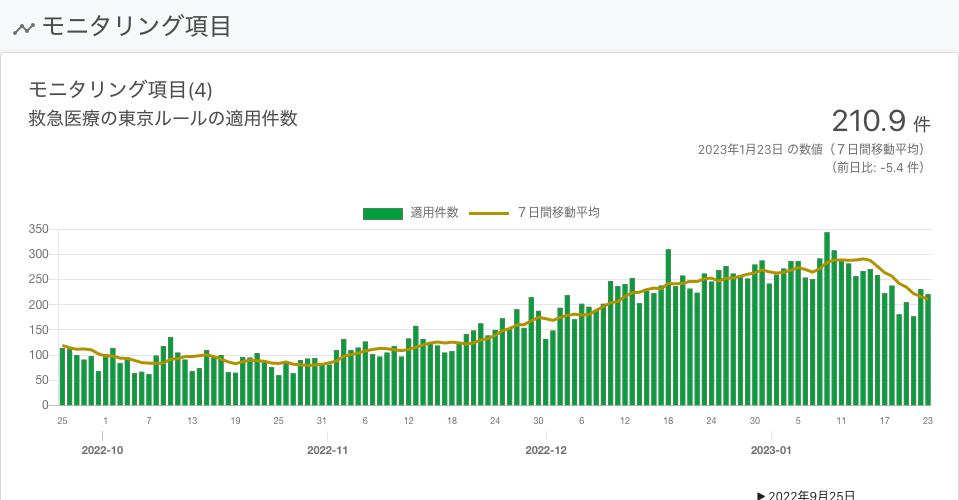 モニタリング項目
モニタリング項目(4)
救急医療の東京ルールの適用件数
210.9 件
2023年1月23日 の数値（７日間移動平均）
（前日比: -5.4 件）
適用件数 ７日間移動平均
350
300
250
200
150
100
50
0
25 1 7 13 19 25 31 6 12 18 24 30 6 12 18 24 30 5 11 17 23
2022-10 2022-11 2022-12 2023-01
▶2022年9月25日